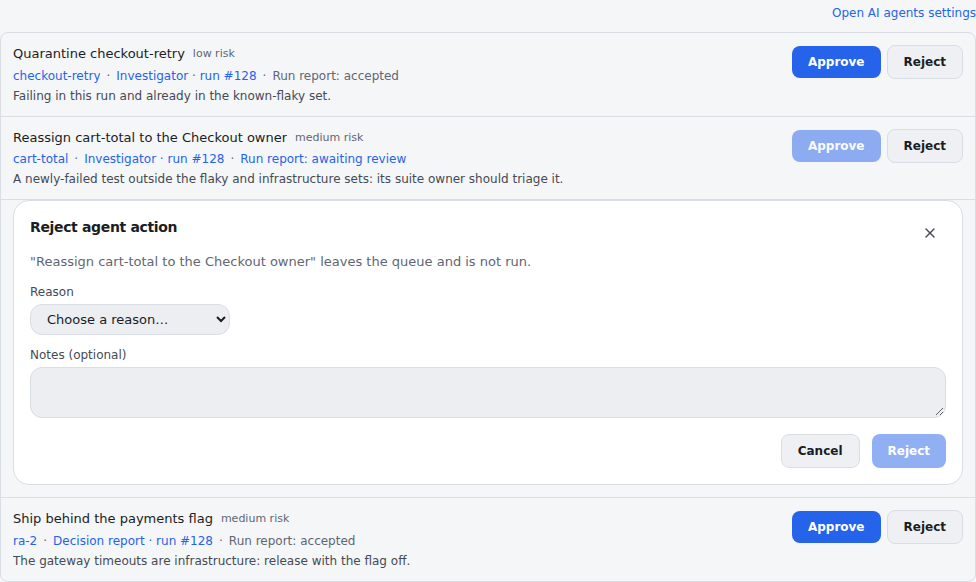 Open AI agents settings
Quarantine checkout-retry low risk
checkout-retry · Investigator · run #128 · Run report: accepted
Failing in this run and already in the known-flaky set.
Approve Reject
Reassign cart-total to the Checkout owner medium risk
cart-total · Investigator · run #128 · Run report: awaiting review
A newly-failed test outside the flaky and infrastructure sets: its suite owner should triage it.
Approve Reject
Reject agent action
"Reassign cart-total to the Checkout owner" leaves the queue and is not run.
Reason
Choose a reason…
Notes (optional)
Cancel Reject
Ship behind the payments flag medium risk
ra-2 · Decision report · run #128 · Run report: accepted
The gateway timeouts are infrastructure: release with the flag off.
Approve Reject